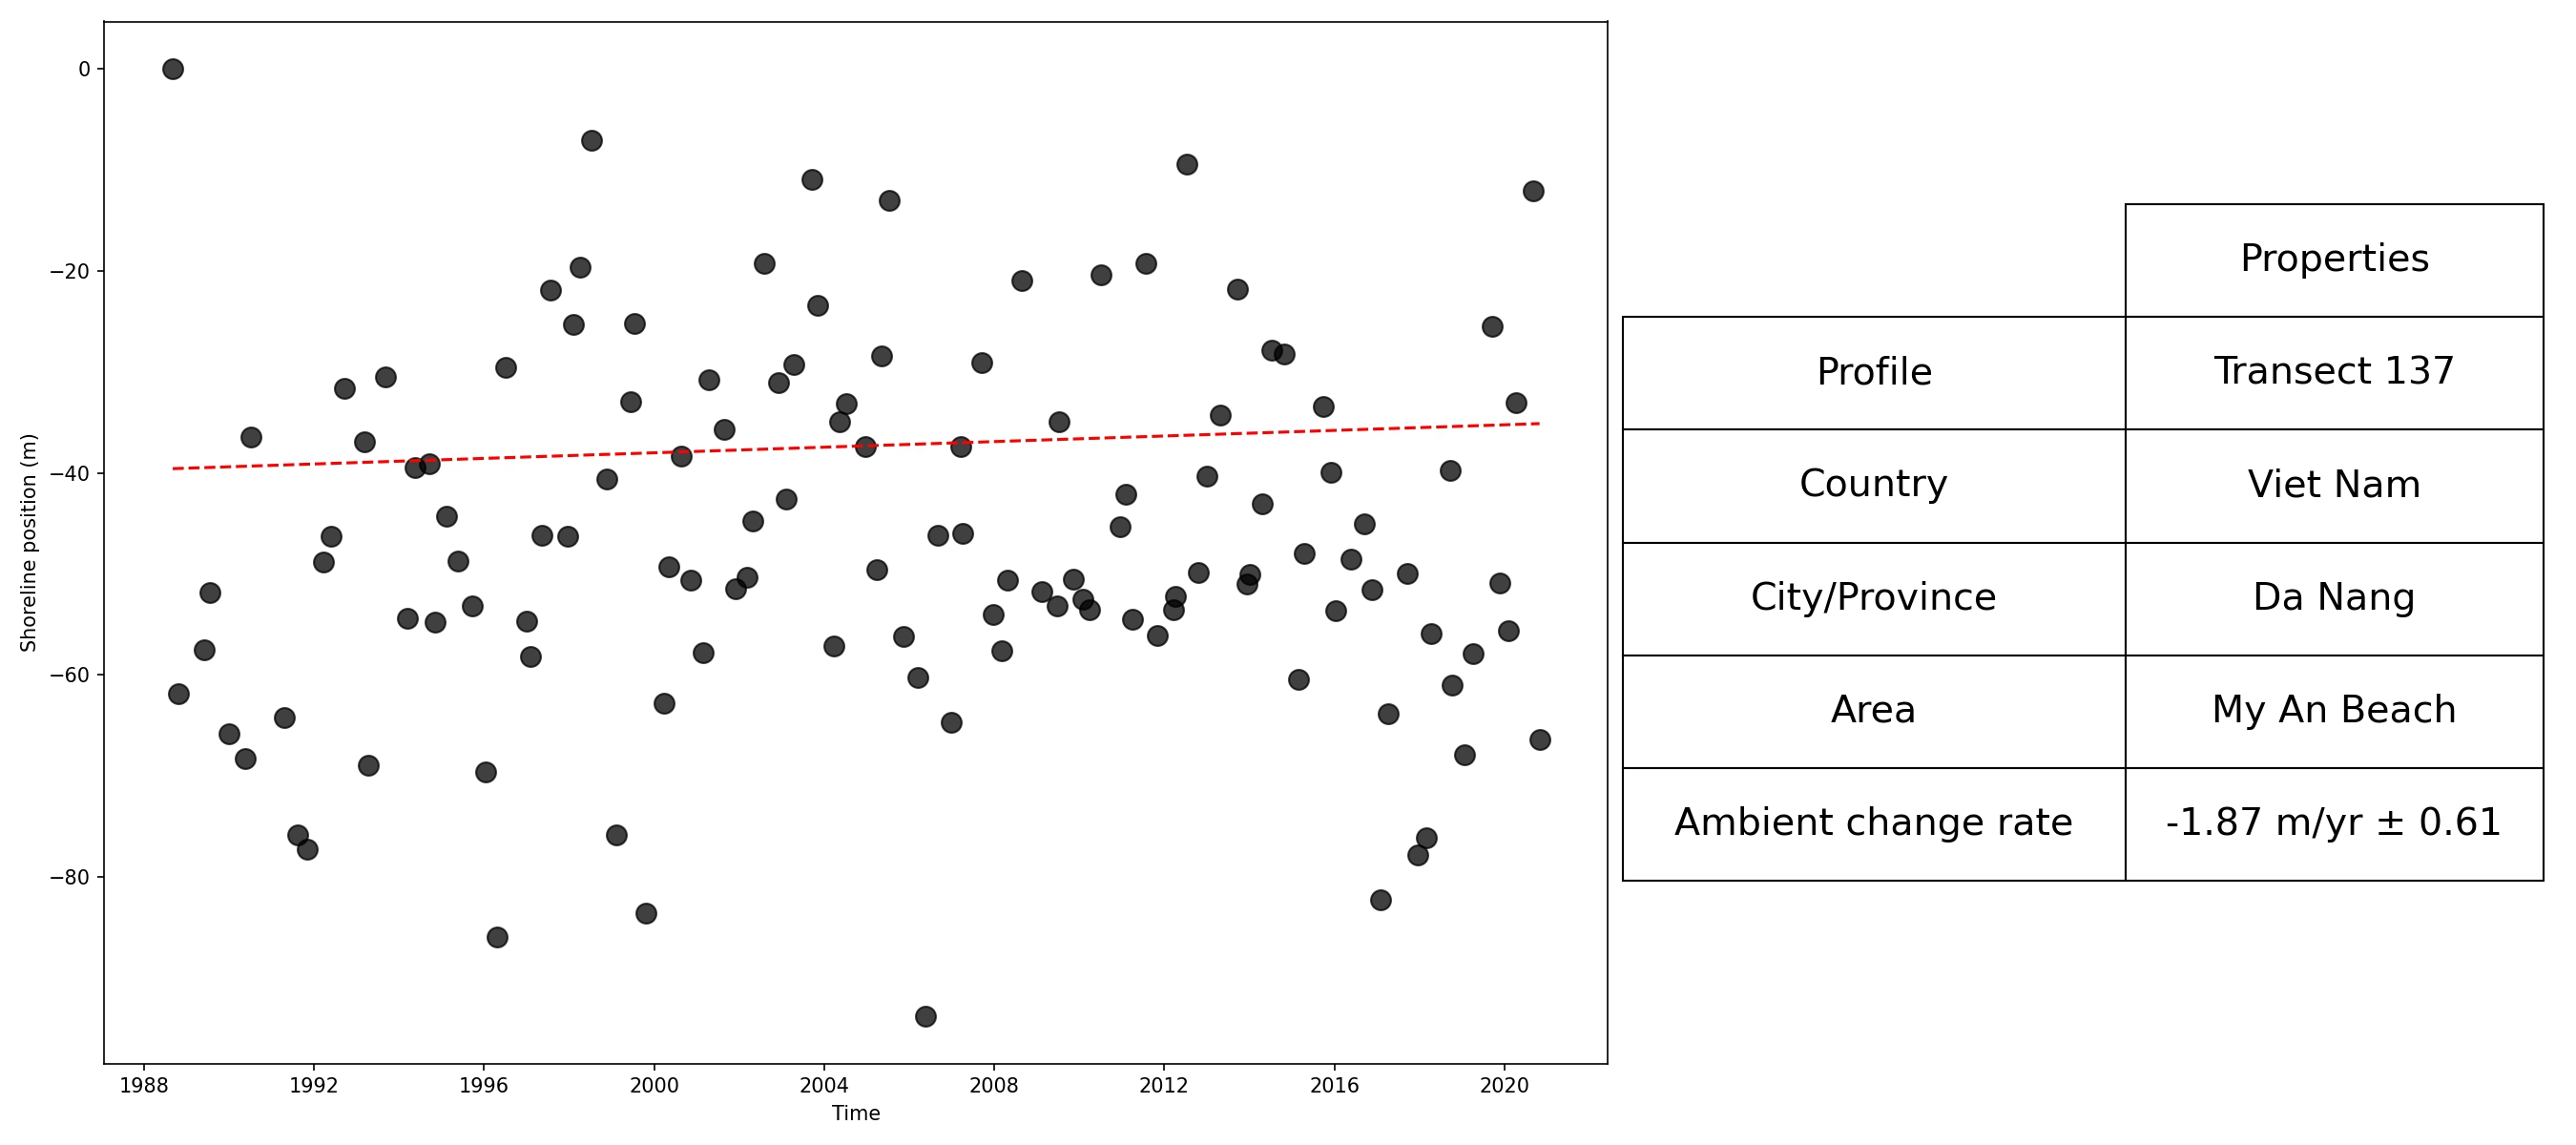 0
−20
−40
−60
−80
Shoreline position (m)
1988 1992 1996 2000 2004 2008 2012 2016 2020
Time
Properties
Profile Transect 137
Country Viet Nam
City/Province Da Nang
Area My An Beach
Ambient change rate -1.87 m/yr ± 0.61